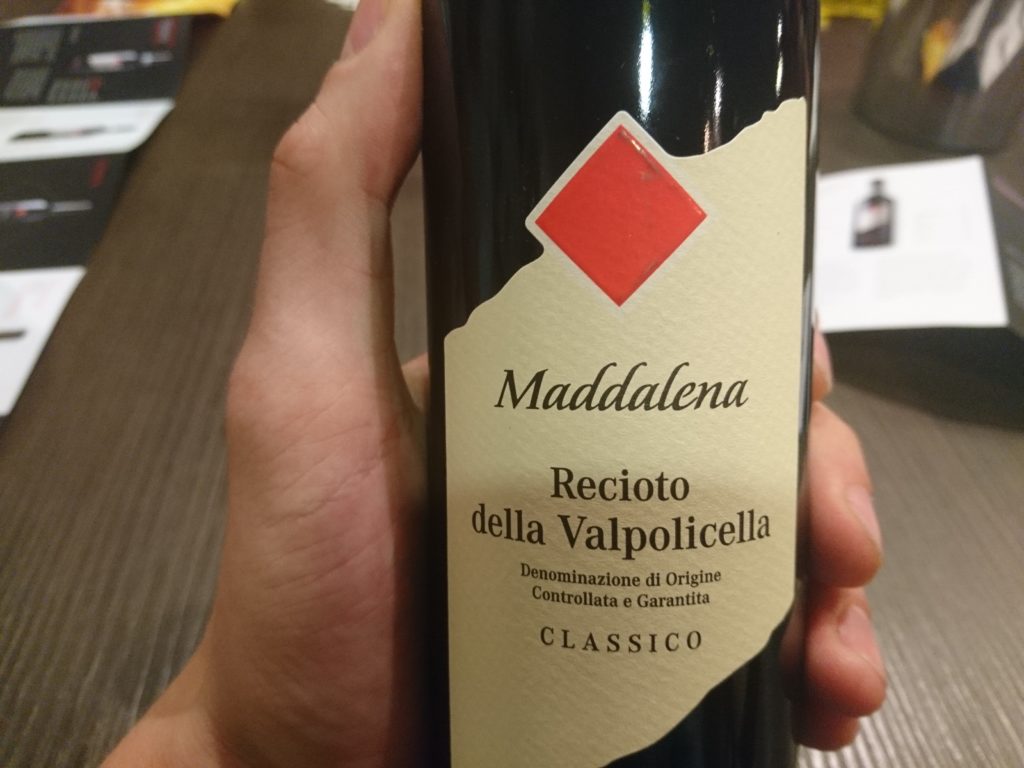 Maddalena
Recioto
della Valpolicella
Denominazione di Origine
Controllata e Garantita
CLASSICO